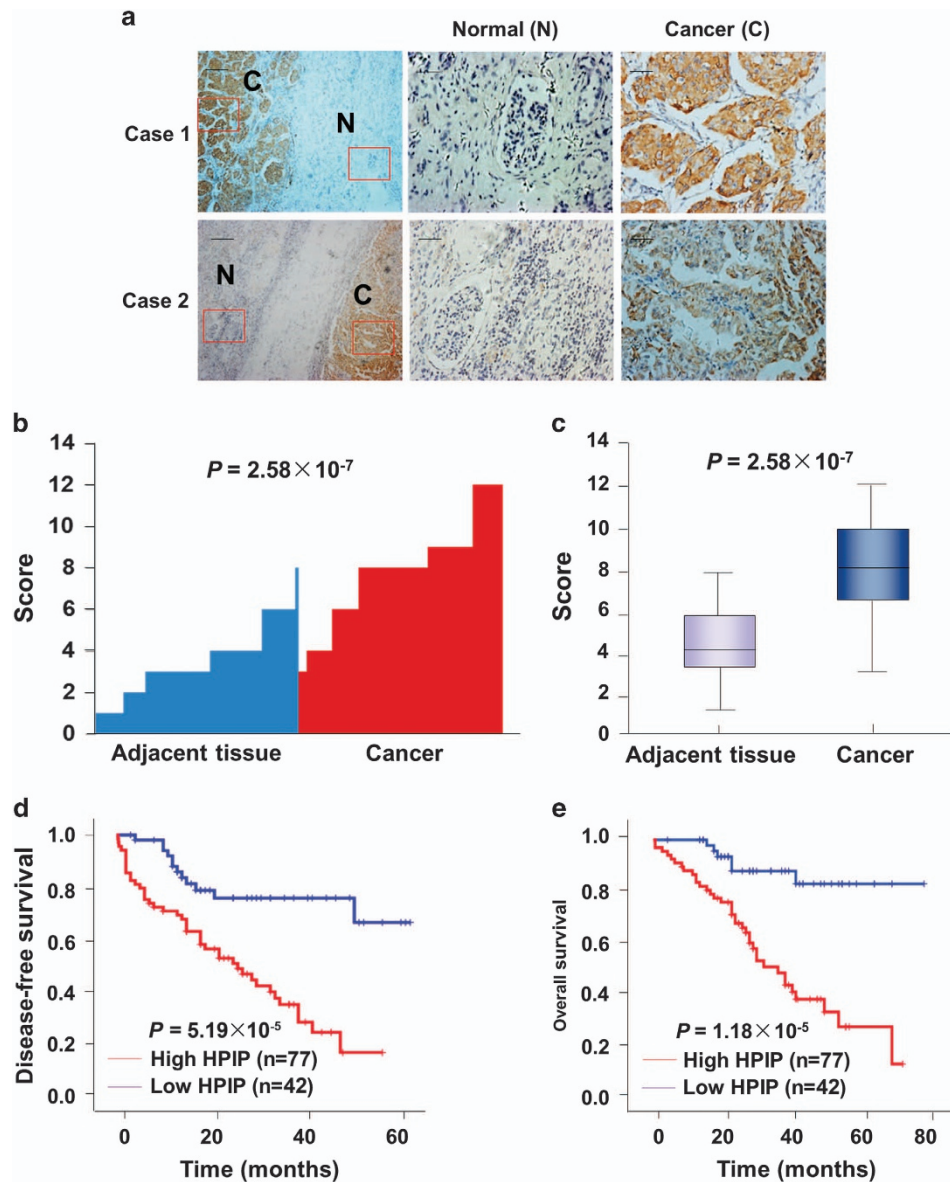 a
Normal (N)
Cancer (C)
Case 1
C
N
Case 2
N
C
b
14
12
10
8
6
4
2
0
Score
P = 2.58×10-7
Adjacent tissue
Cancer
c
14
12
10
8
6
4
2
0
Score
P = 2.58×10-7
Adjacent tissue
Cancer
d
1.0
0.8
0.6
0.4
0.2
0.0
Disease-free survival
P = 5.19×10-5
High HPIP (n=77)
Low HPIP (n=42)
0 20 40 60
Time (months)
e
1.0
0.8
0.6
0.4
0.2
0.0
Overall survival
P = 1.18×10-5
High HPIP (n=77)
Low HPIP (n=42)
0 20 40 60 80
Time (months)